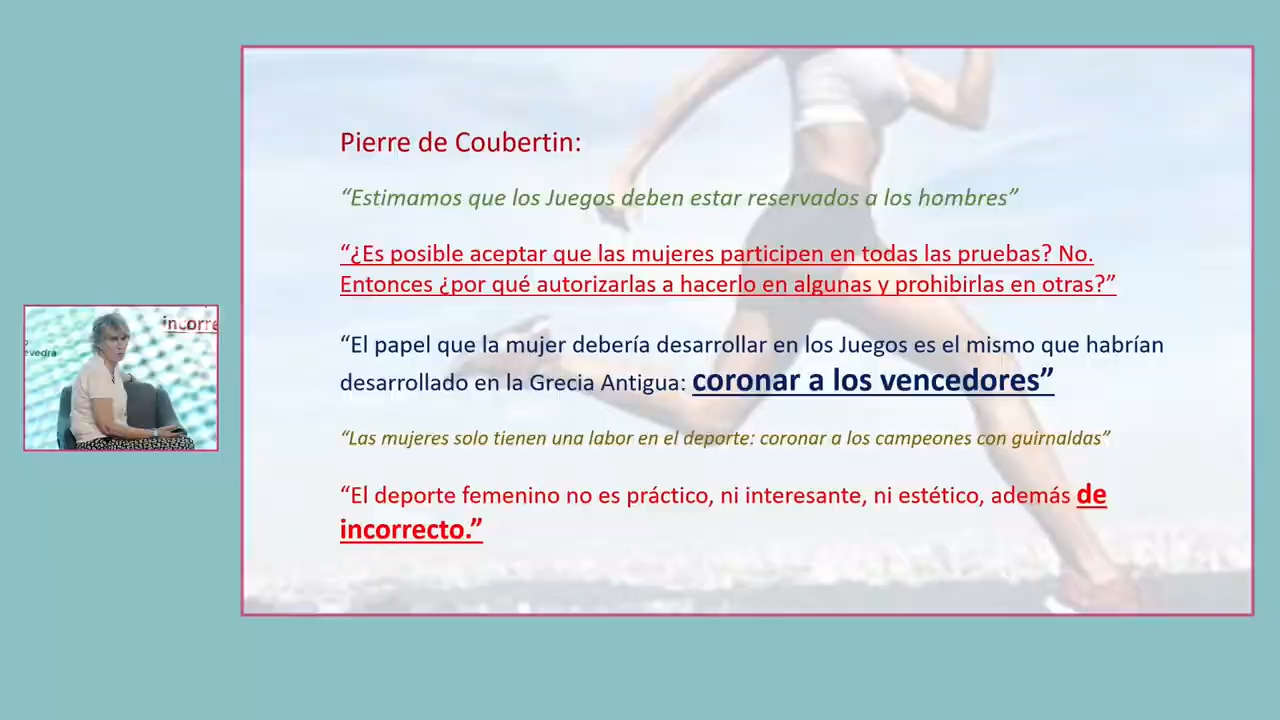 Pierre de Coubertin:
“Estimamos que los Juegos deben estar reservados a los hombres”
“¿Es posible aceptar que las mujeres participen en todas las pruebas? No.
Entonces ¿por qué autorizarlas a hacerlo en algunas y prohibirlas en otras?”
“El papel que la mujer debería desarrollar en los Juegos es el mismo que habrían
desarrollado en la Grecia Antigua: coronar a los vencedores”
“Las mujeres solo tienen una labor en el deporte: coronar a los campeones con guirnaldas”
“El deporte femenino no es práctico, ni interesante, ni estético, además de
incorrecto.”
incorre
evedra